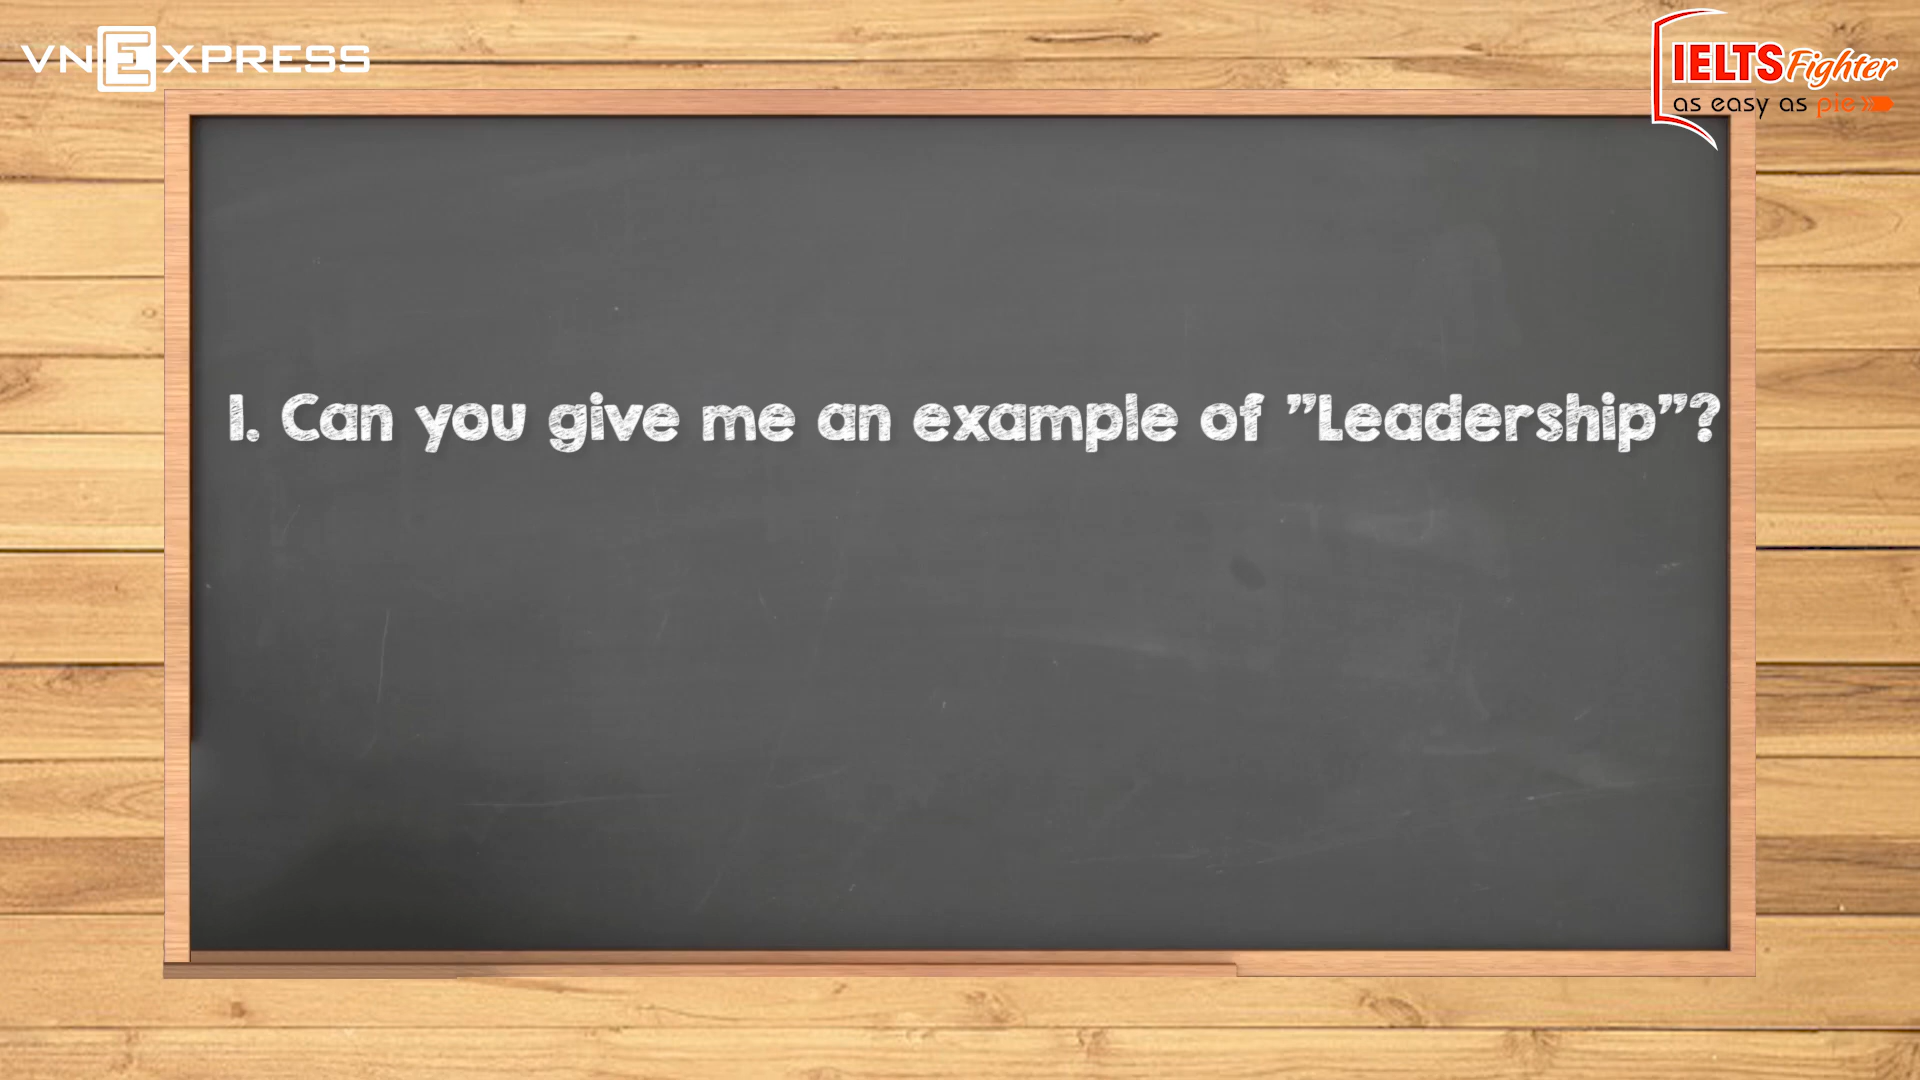 VNEXPRESS
IELTS Fighter
as easy as pie
1. Can you give me an example of "Leadership"?